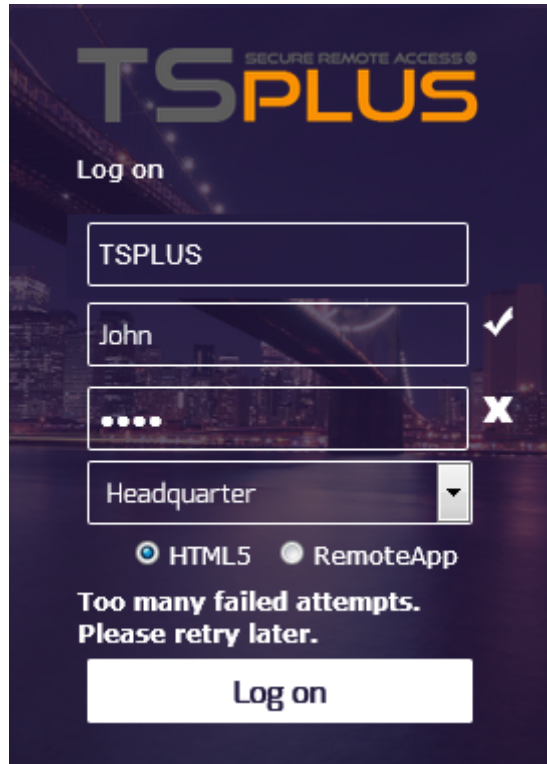 SECURE REMOTE ACCESS®
TSPLUS
Log on
TSPLUS
John
Headquarter
HTML5 RemoteApp
Too many failed attempts.
Please retry later.
Log on